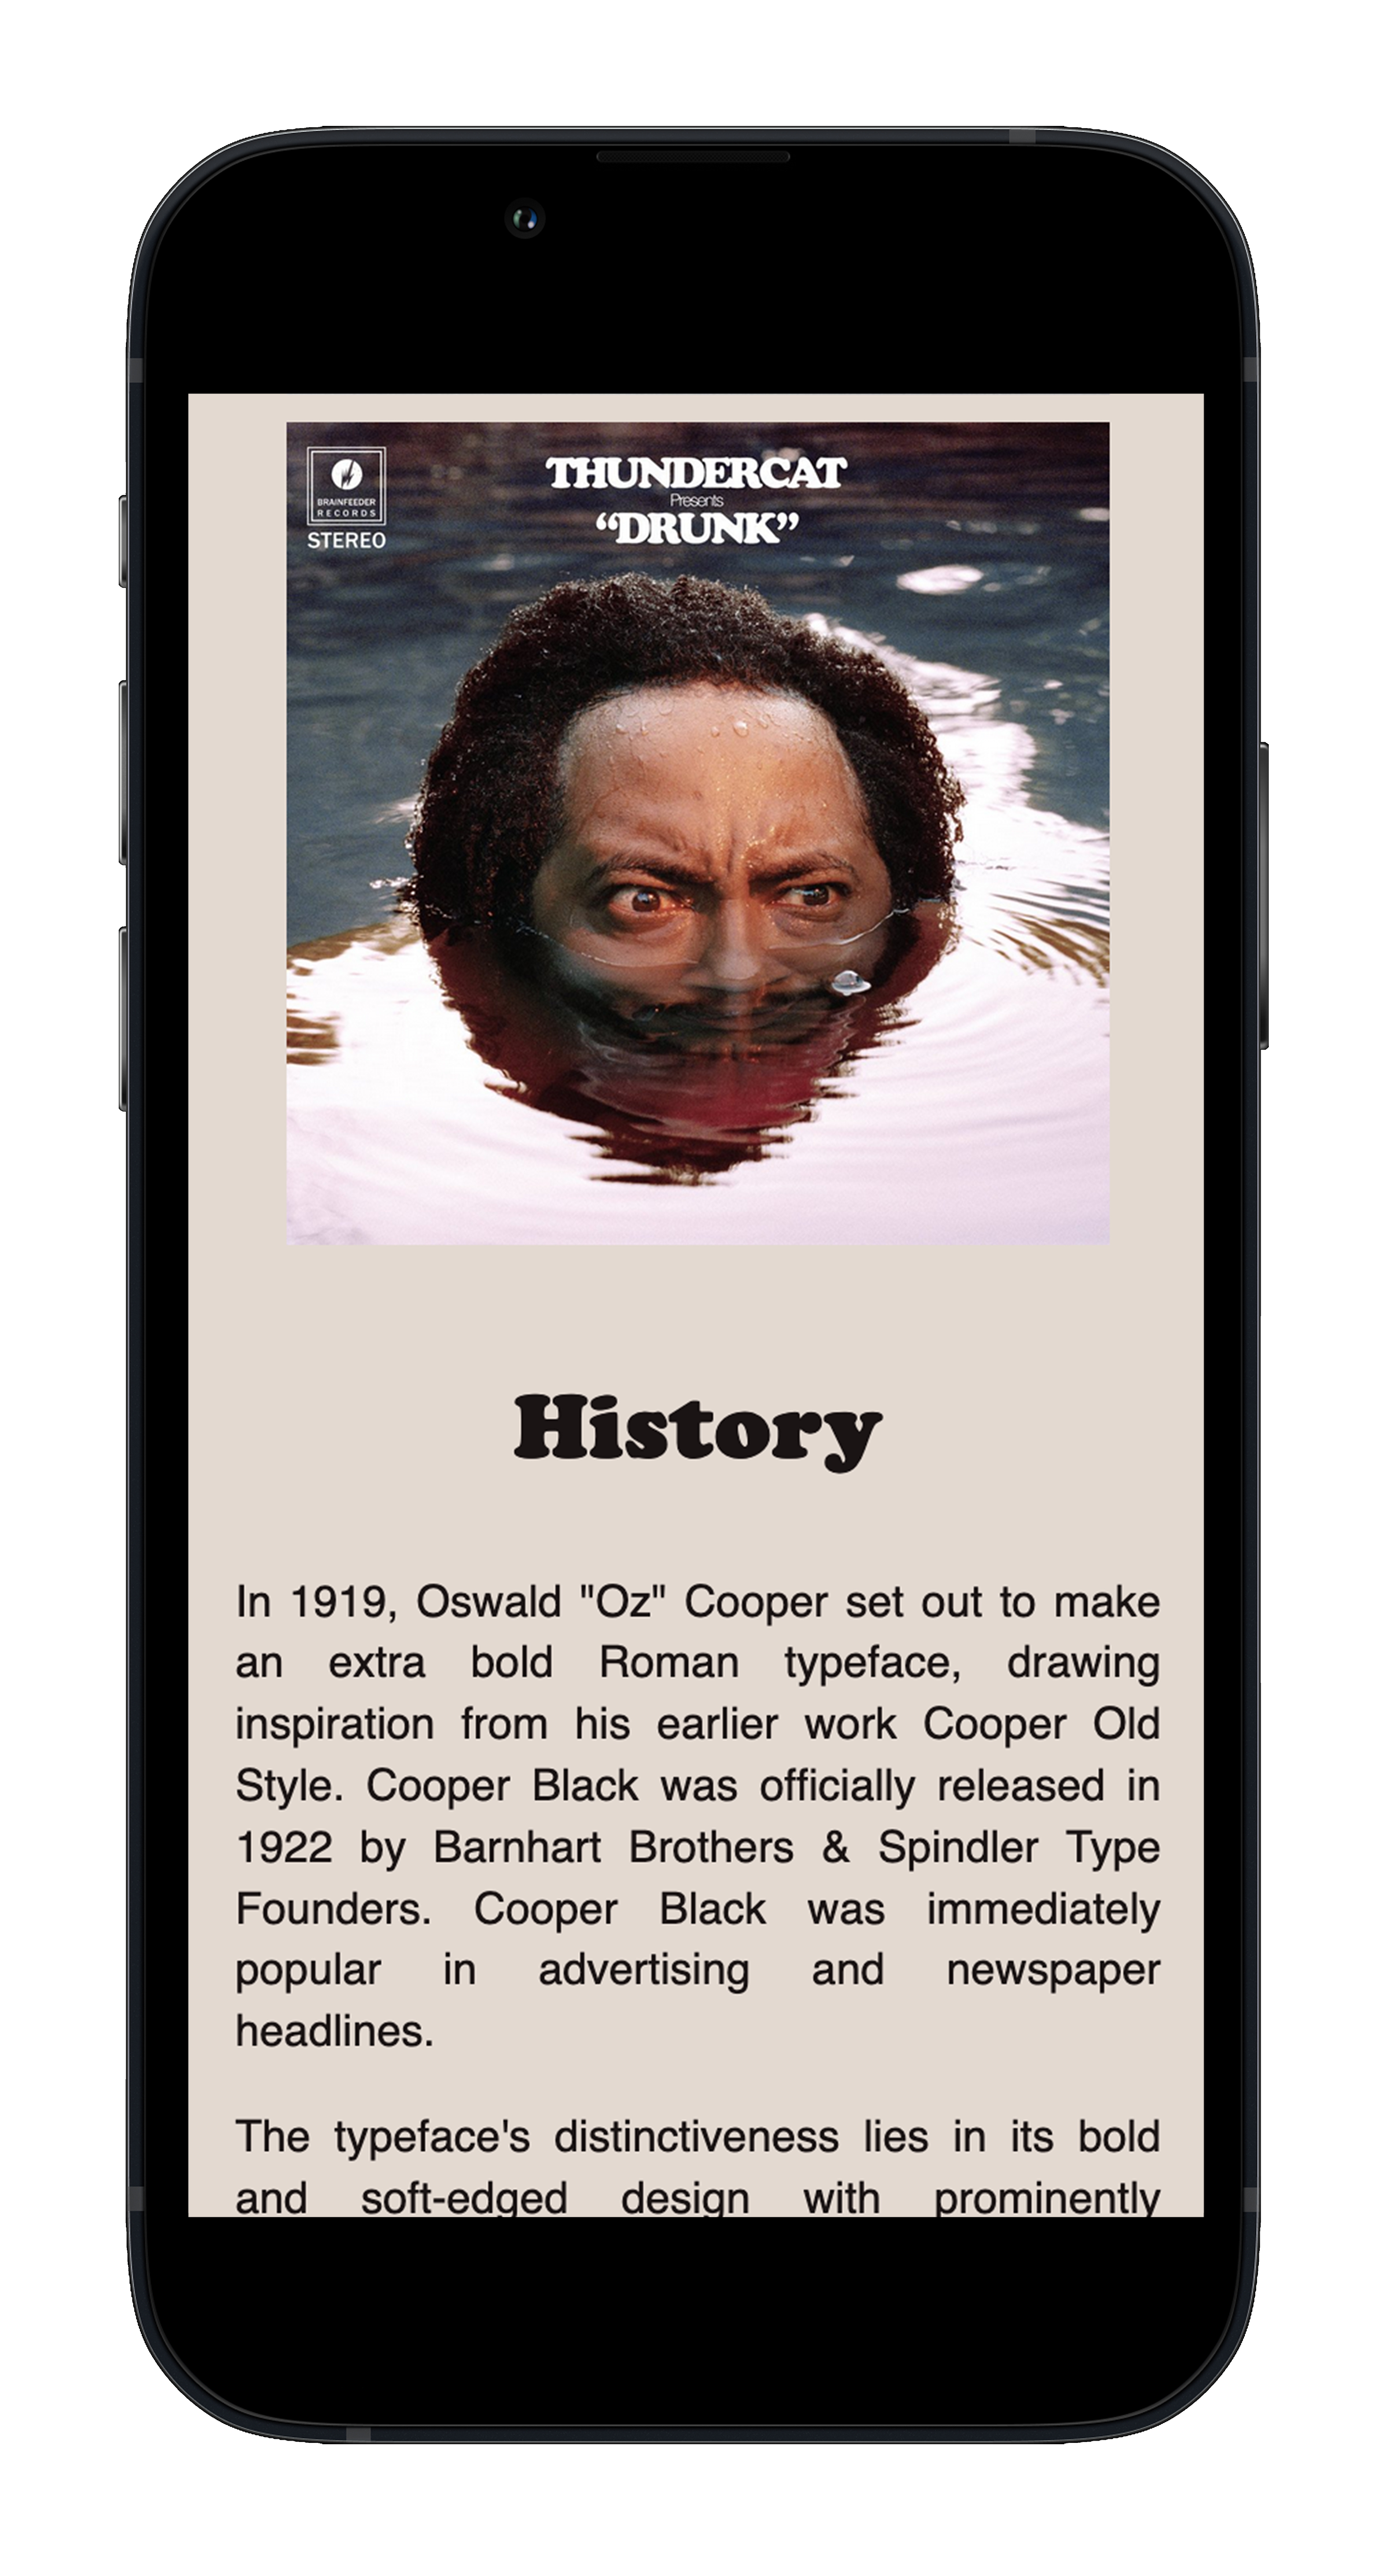 BRAINFEEDER
RECORDS
STEREO
THUNDERCAT
Presents
“DRUNK”
History
In 1919, Oswald "Oz" Cooper set out to make
an extra bold Roman typeface, drawing
inspiration from his earlier work Cooper Old
Style. Cooper Black was officially released in
1922 by Barnhart Brothers & Spindler Type
Founders. Cooper Black was immediately
popular in advertising and newspaper
headlines.
The typeface's distinctiveness lies in its bold
and soft-edged design with prominently